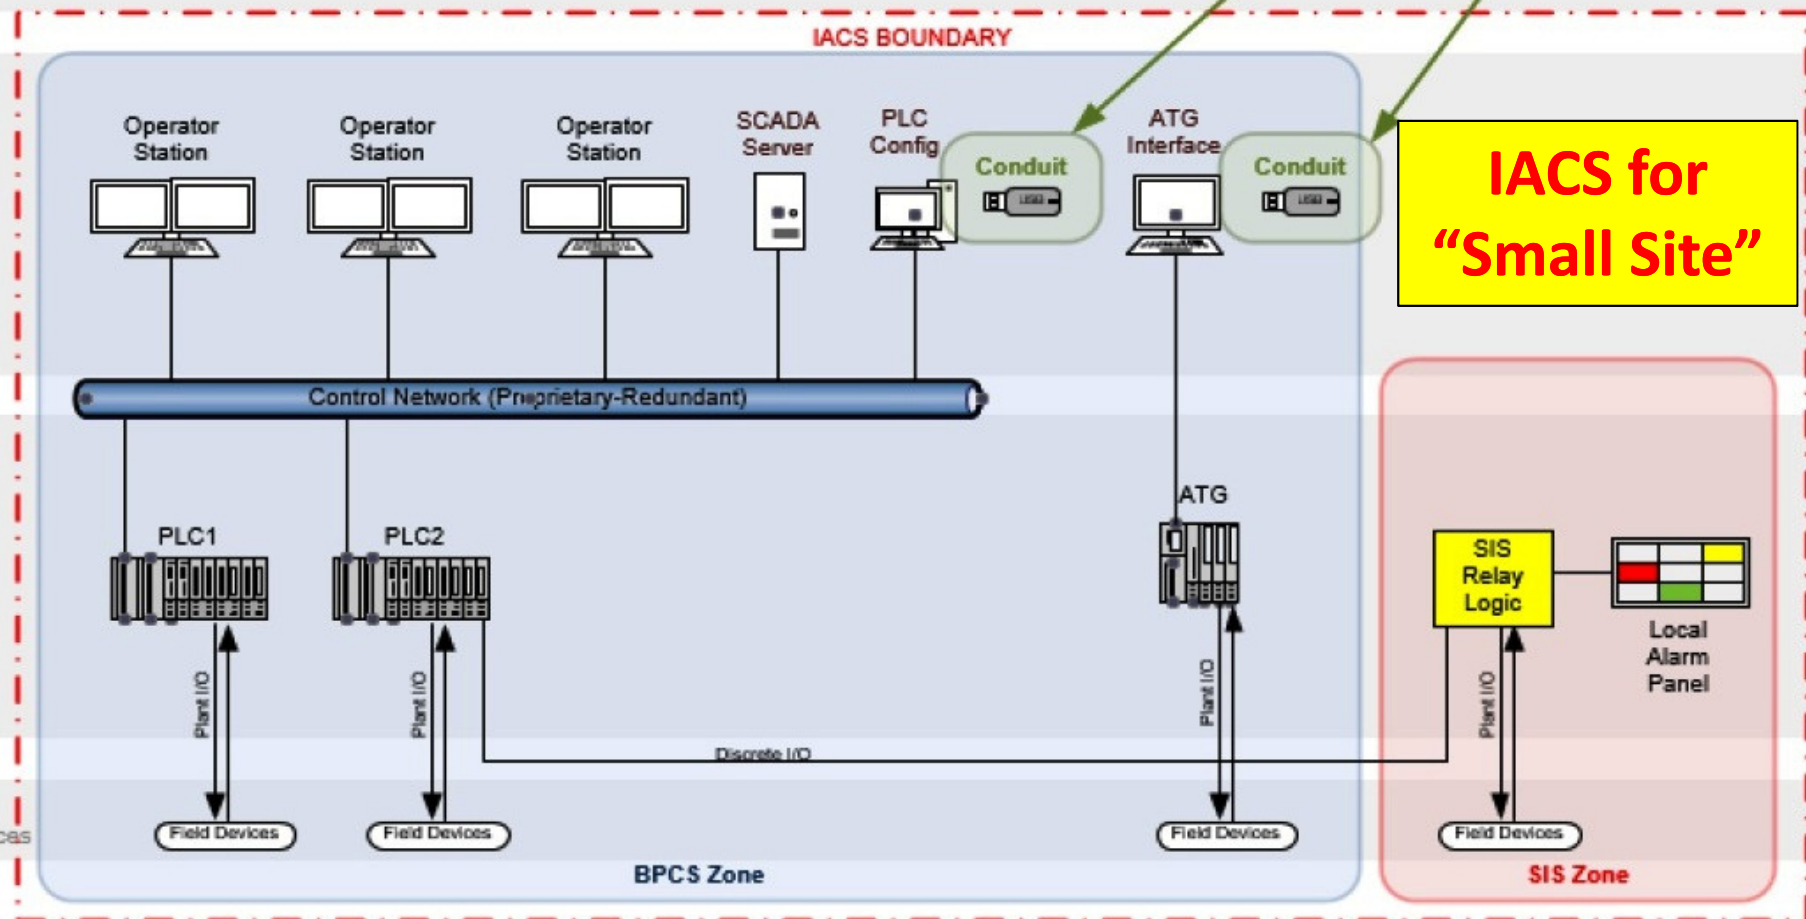 IACS BOUNDARY
Operator
Station
Operator
Station
Operator
Station
SCADA
Server
PLC
Config
Conduit
USB
ATG
Interface
Conduit
USB
IACS for
“Small Site”
Control Network (Proprietary-Redundant)
PLC1
PLC2
ATG
SIS
Relay
Logic
Local
Alarm
Panel
Plant I/O
Plant I/O
Plant I/O
Plant I/O
Discrete I/O
Field Devices
Field Devices
Field Devices
Field Devices
BPCS Zone
SIS Zone